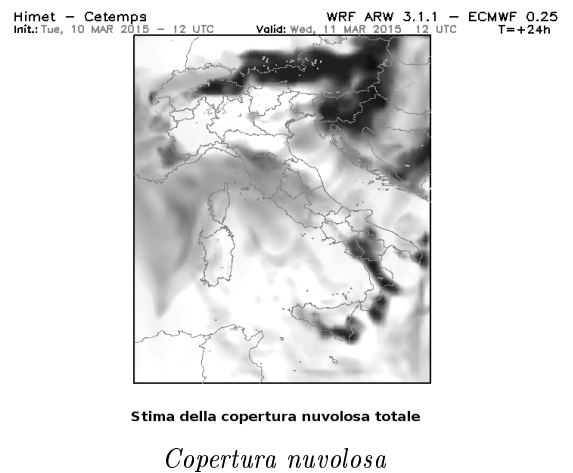 Himet – Cetemps WRF ARW 3.1.1 – ECMWF 0.25
Init.: Tue, 10 MAR 2015 – 12 UTC Valid: Wed, 11 MAR 2015 12 UTC T=+24h
Stima della copertura nuvolosa totale
Copertura nuvolosa